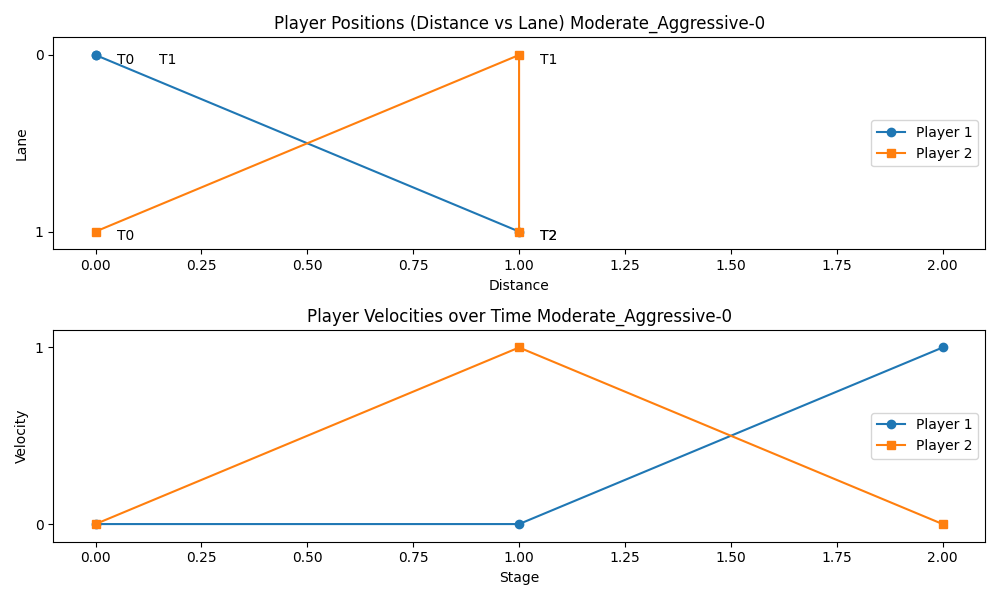 Player Positions (Distance vs Lane) Moderate_Aggressive-0
0
T0 T1 T1
Lane
Player 1
Player 2
1
T0 T2
0.00 0.25 0.50 0.75 1.00 1.25 1.50 1.75 2.00
Distance
Player Velocities over Time Moderate_Aggressive-0
1
Velocity
Player 1
Player 2
0
0.00 0.25 0.50 0.75 1.00 1.25 1.50 1.75 2.00
Stage